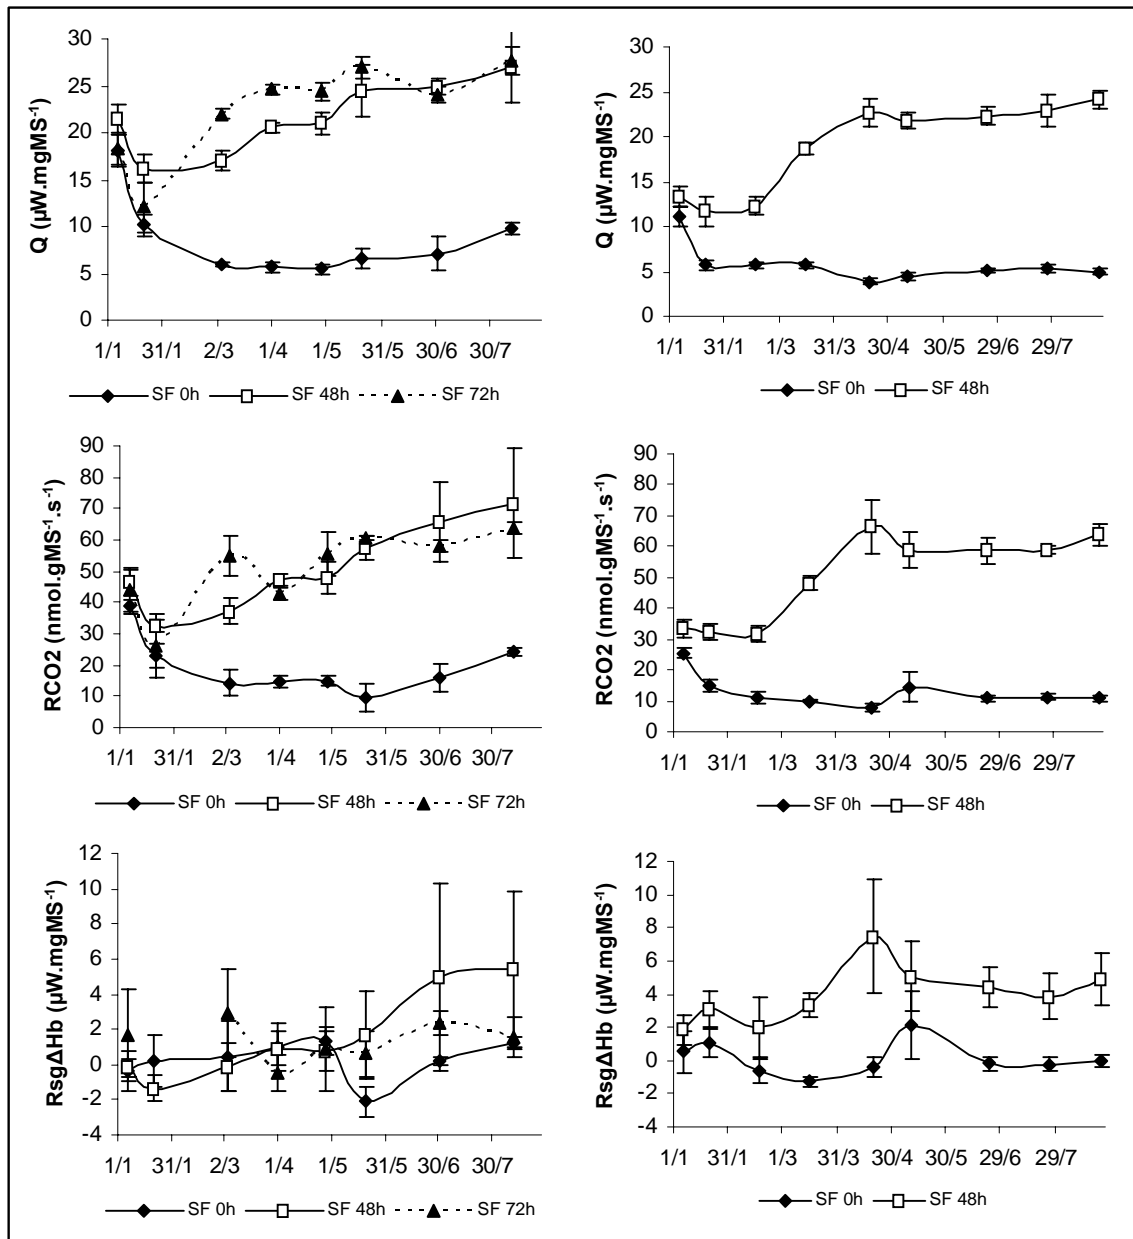 Q (µW.mgMS⁻¹)
30
25
20
15
10
5
0
1/1 31/1 2/3 1/4 1/5 31/5 30/6 30/7
SF 0h SF 48h SF 72h
Q (µW.mgMS⁻¹)
30
25
20
15
10
5
0
1/1 31/1 1/3 31/3 30/4 30/5 29/6 29/7
SF 0h SF 48h
RCO2 (nmol.gMS⁻¹.s⁻¹)
90
80
70
60
50
40
30
20
10
0
1/1 31/1 2/3 1/4 1/5 31/5 30/6 30/7
SF 0h SF 48h SF 72h
RCO2 (nmol.gMS⁻¹.s⁻¹)
90
80
70
60
50
40
30
20
10
0
1/1 31/1 1/3 31/3 30/4 30/5 29/6 29/7
SF 0h SF 48h
RsgΔHb (µW.mgMS⁻¹)
12
10
8
6
4
2
0
-2
-4
1/1 31/1 2/3 1/4 1/5 31/5 30/6 30/7
SF 0h SF 48h SF 72h
RsgΔHb (µW.mgMS⁻¹)
12
10
8
6
4
2
0
-2
-4
1/1 31/1 1/3 31/3 30/4 30/5 29/6 29/7
SF 0h SF 48h